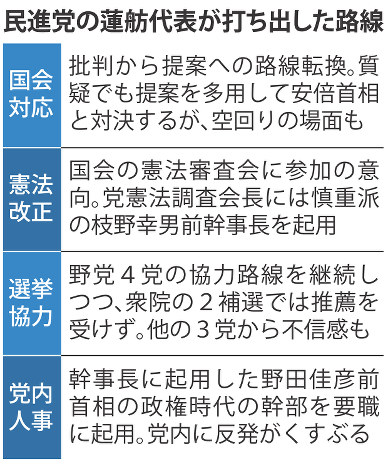 民進党の蓮舫代表が打ち出した路線
国会
対応
批判から提案への路線転換。質
疑でも提案を多用して安倍首相
と対決するが、空回りの場面も
憲法
改正
国会の憲法審査会に参加の意
向。党憲法調査会長には慎重派
の枝野幸男前幹事長を起用
選挙
協力
野党4党の協力路線を継続し
つつ、衆院の2補選では推薦を
受けず。他の3党から不信感も
党内
人事
幹事長に起用した野田佳彦前
首相の政権時代の幹部を要職
に起用。党内に反発がくすぶる